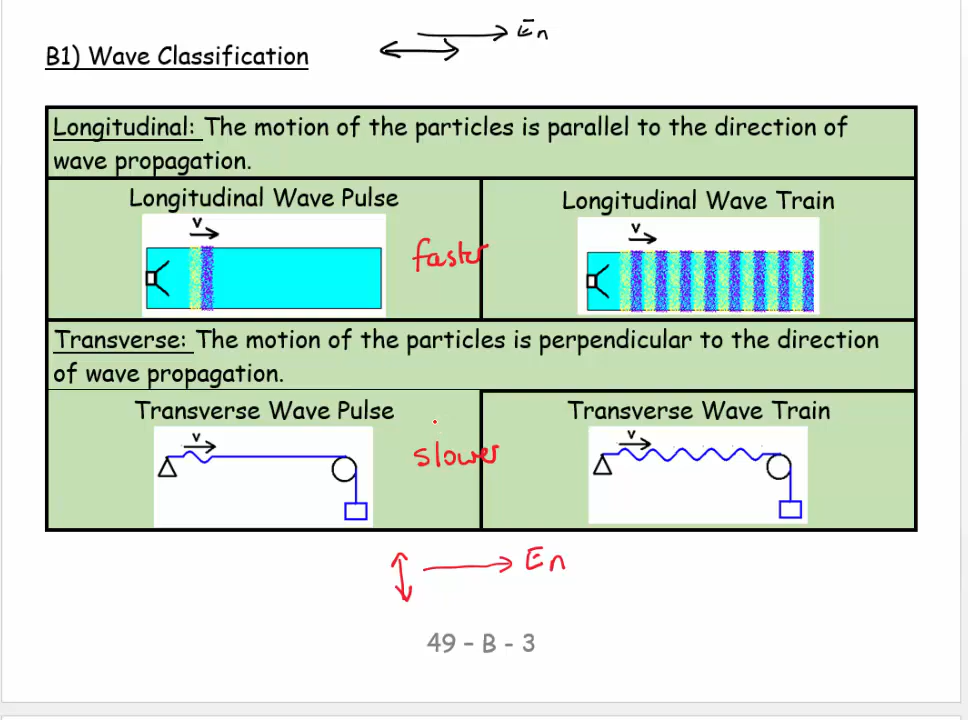 En
B1) Wave Classification
Longitudinal: The motion of the particles is parallel to the direction of
wave propagation.
Longitudinal Wave Pulse
v
faster
Longitudinal Wave Train
v
Transverse: The motion of the particles is perpendicular to the direction
of wave propagation.
Transverse Wave Pulse
v
slower
Transverse Wave Train
v
En
49 - B - 3